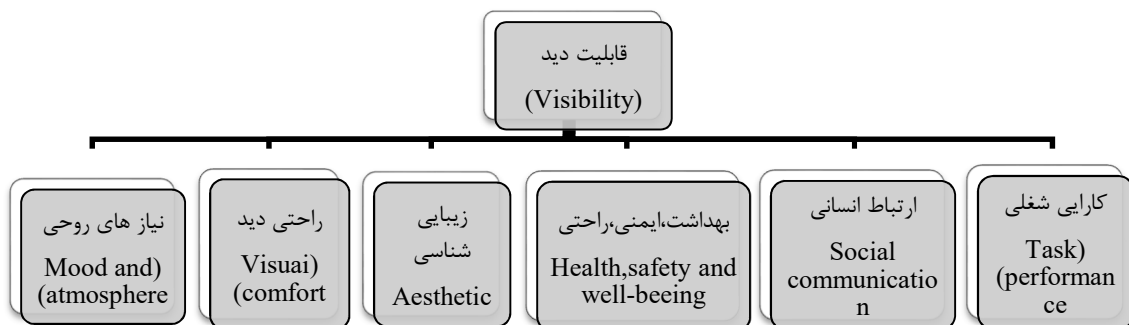 قابلیت دید
(Visibility)
نیاز های روحی
Mood and)
(atmosphere
راحتی دید
Visuai)
(comfort
زیبایی
شناسی
Aesthetic
بهداشت،ایمنی،راحتی
Health,safety and
well-beeing
ارتباط انسانی
Social
communicatio
n
کارایی شغلی
Task)
(performan
ce